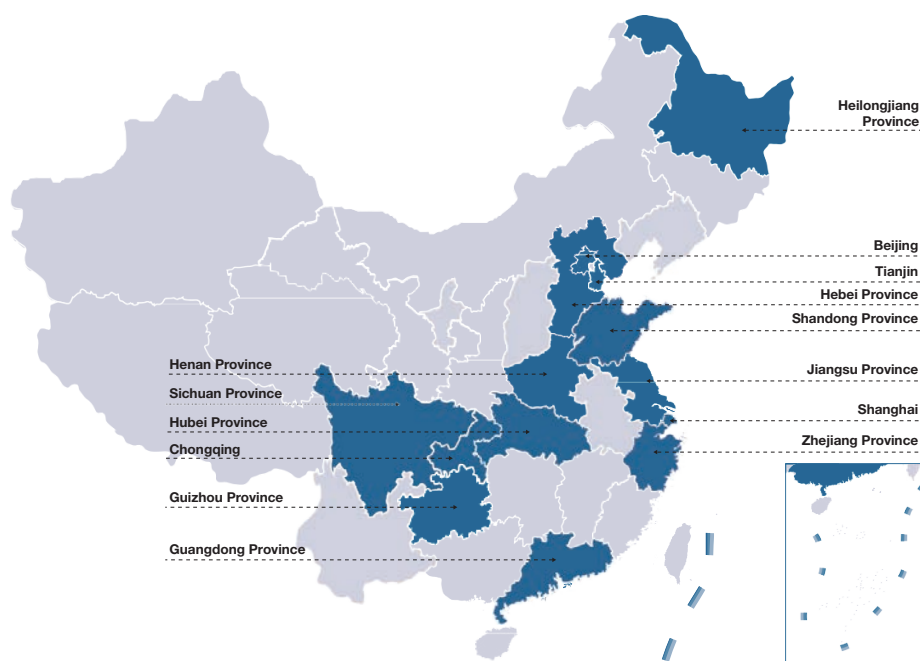 Heilongjiang
Province
Beijing
Tianjin
Hebei Province
Shandong Province
Henan Province
Jiangsu Province
Sichuan Province
Shanghai
Hubei Province
Zhejiang Province
Chongqing
Guizhou Province
Guangdong Province